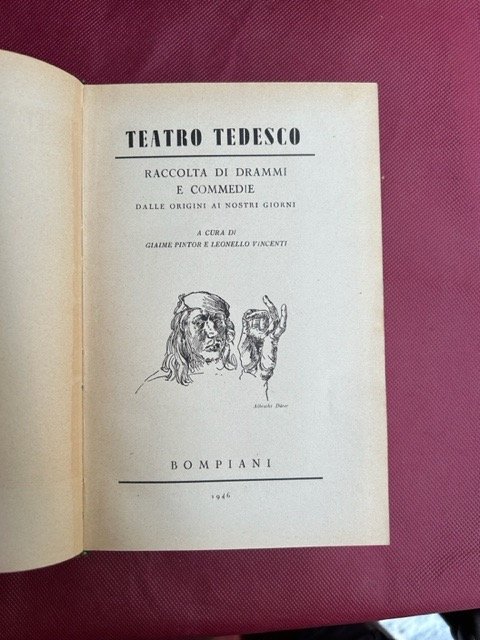 TEATRO TEDESCO
RACCOLTA DI DRAMMI
E COMMEDIE
DALLE ORIGINI AI NOSTRI GIORNI
A CURA DI
GIAIME PINTOR E LEONELLO VINCENTI
Albrecht Dürer
BOMPIANI
1946